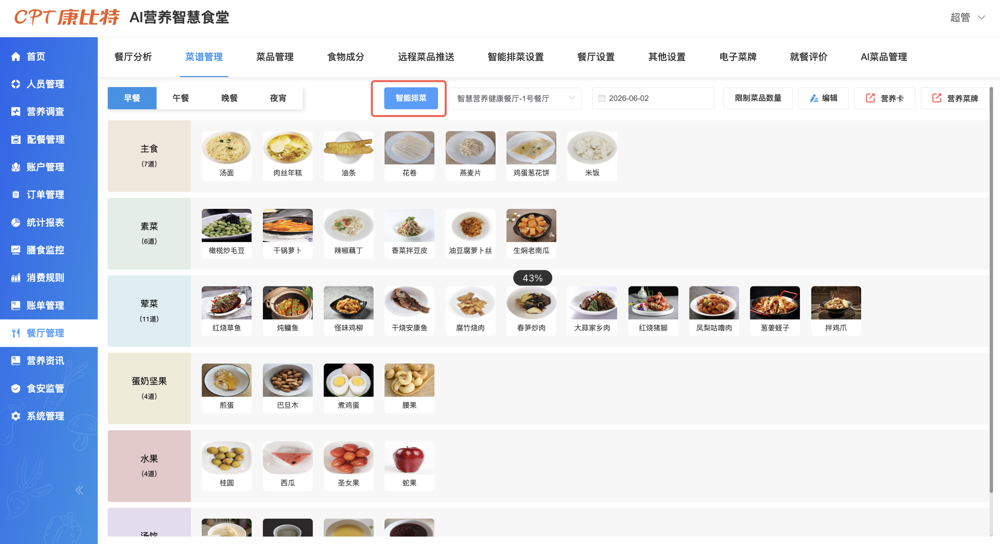 CPT康比特 AI营养智慧食堂
超管
首页
人员管理
营养调查
配餐管理
账户管理
订单管理
统计报表
膳食监控
消费规则
账单管理
餐厅管理
营养资讯
食安监管
系统管理
餐厅分析 菜谱管理 菜品管理 食物成分 远程菜品推送 智能排菜设置 餐厅设置 其他设置 电子菜牌 就餐评价 AI菜品管理
早餐 午餐 晚餐 夜宵 智能排菜 智慧营养健康餐厅-1号餐厅 2026-06-02 限制菜品数量 编辑 营养卡 营养菜牌
主食
(7道)
汤面 肉丝年糕 油条 花卷 燕麦片 鸡蛋葱花饼 米饭
素菜
(6道)
橄榄炒毛豆 干锅萝卜 辣椒藕丁 香菜拌豆皮 油豆腐萝卜丝 生焖老南瓜
43%
荤菜
(11道)
红烧草鱼 炖鳙鱼 怪味鸡柳 干烧安康鱼 腐竹烧肉 春笋炒肉 大蒜家乡肉 红烧猪脚 凤梨咕噜肉 葱姜蛏子 拌鸡爪
蛋奶坚果
(4道)
煎蛋 巴旦木 煮鸡蛋 腰果
水果
(4道)
桂圆 西瓜 圣女果 蛇果
汤饮